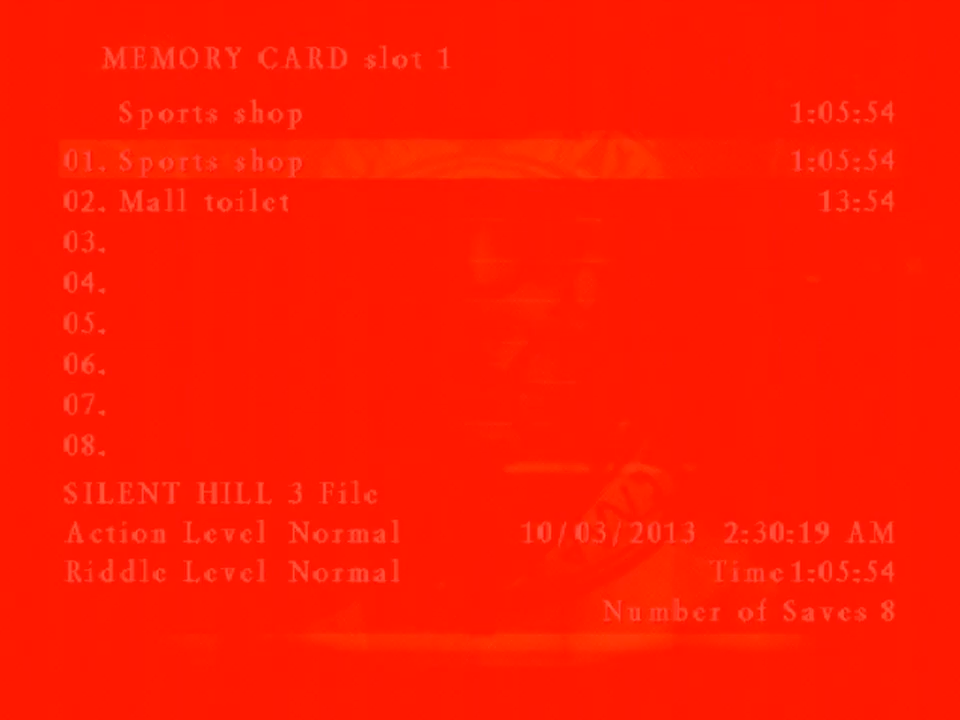 MEMORY CARD slot 1
Sports shop 1:05:54
01. Sports shop 1:05:54
02. Mall toilet 13:54
03.
04.
05.
06.
07.
08.
SILENT HILL 3 File
Action Level Normal 10/03/2013 2:30:19 AM
Riddle Level Normal Time 1:05:54
Number of Saves 8